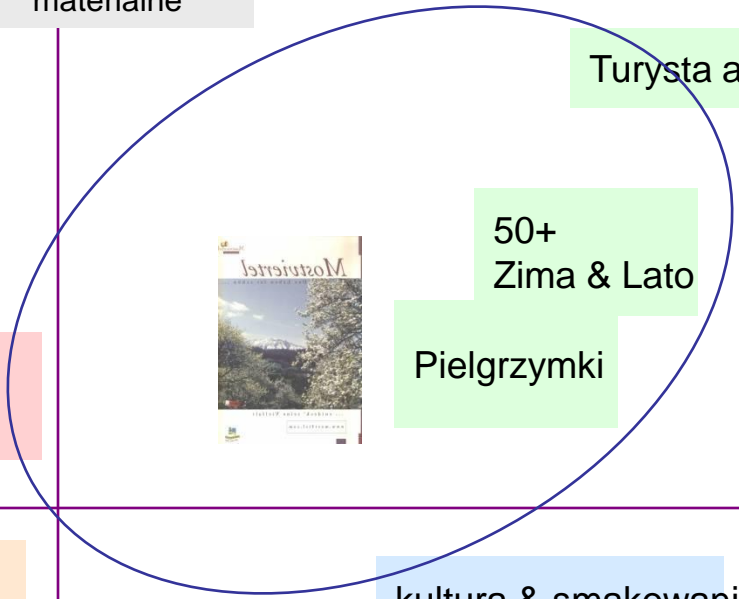 materialne
Turysta a
50+
Zima & Lato
Mostviertel
Pielgrzymki
kultura & smakowani